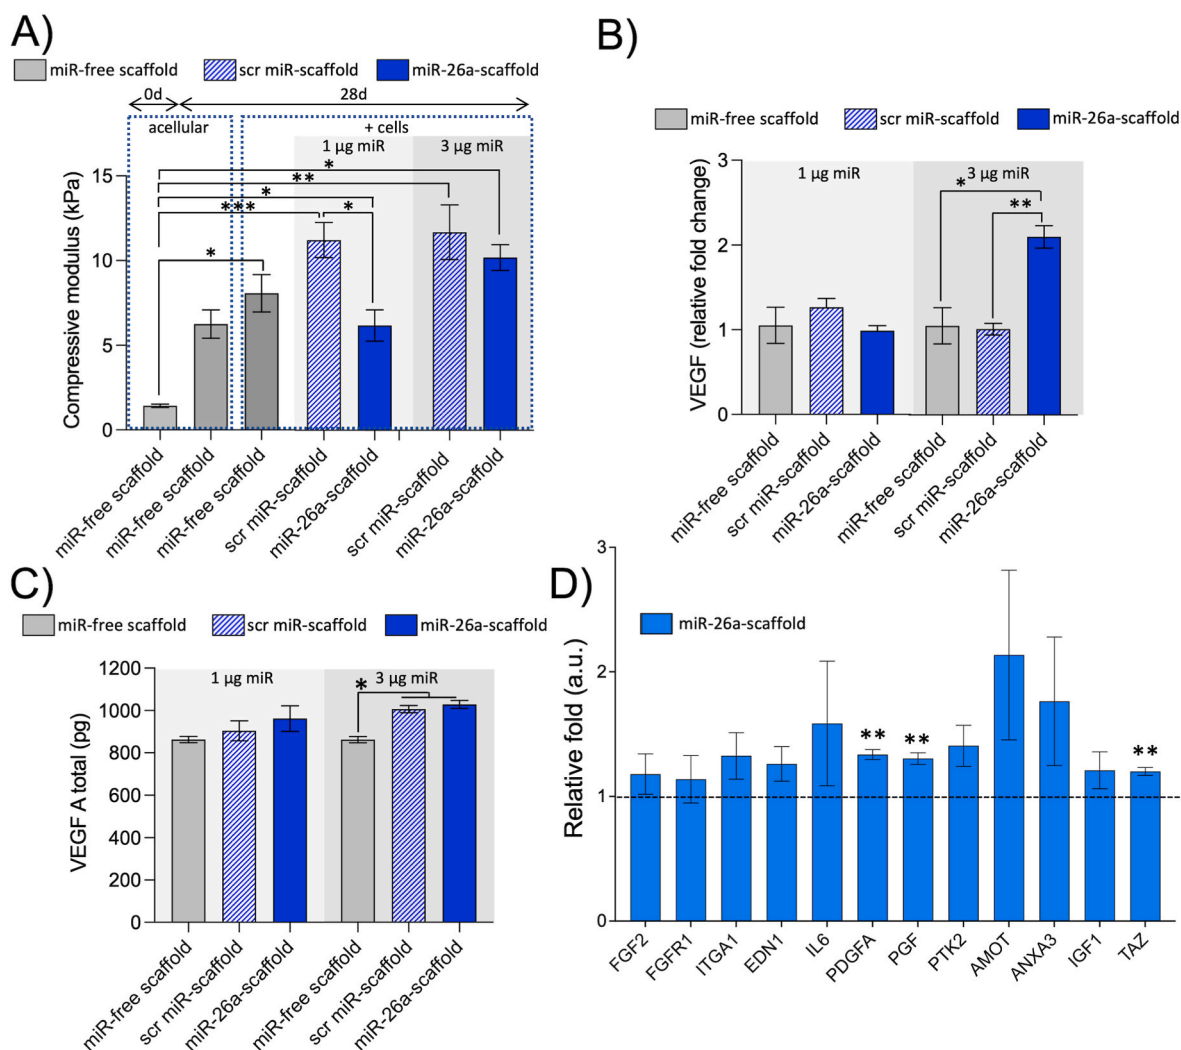 A)
miR-free scaffold scr miR-scaffold miR-26a-scaffold
0d 28d
acellular + cells
1 µg miR 3 µg miR
Compressive modulus (kPa)
15
10
5
0
*
**
*
*** *
*
miR-free scaffold
miR-free scaffold
miR-free scaffold
scr miR-scaffold
miR-26a-scaffold
scr miR-scaffold
miR-26a-scaffold
B)
miR-free scaffold scr miR-scaffold miR-26a-scaffold
1 µg miR 3 µg miR
VEGF (relative fold change)
3
2
1
0
*
**
miR-free scaffold
scr miR-scaffold
miR-26a-scaffold
miR-free scaffold
scr miR-scaffold
miR-26a-scaffold
C)
miR-free scaffold scr miR-scaffold miR-26a-scaffold
1 µg miR 3 µg miR
VEGF A total (pg)
1200
1000
800
600
400
200
0
*
miR-free scaffold
scr miR-scaffold
miR-26a-scaffold
miR-free scaffold
scr miR-scaffold
miR-26a-scaffold
D)
miR-26a-scaffold
Relative fold (a.u.)
3
2
1
0
** ** **
FGF2
FGFR1
ITGA1
EDN1
IL6
PDGFA
PGF
PTK2
AMOT
ANXA3
IGF1
TAZ